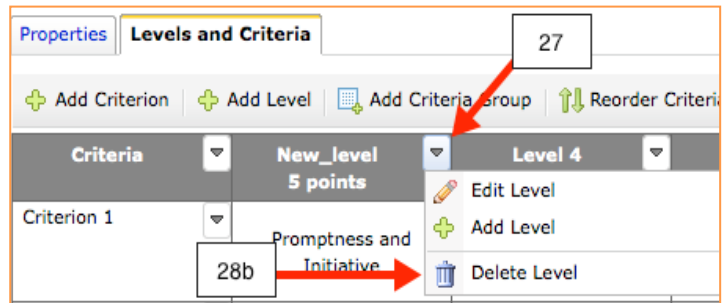 Properties Levels and Criteria 27
Add Criterion Add Level Add Criteria Group Reorder Criteria
Criteria New_level Level 4
5 points
Edit Level
Criterion 1 Add Level
Promptness and
28b Initiative Delete Level